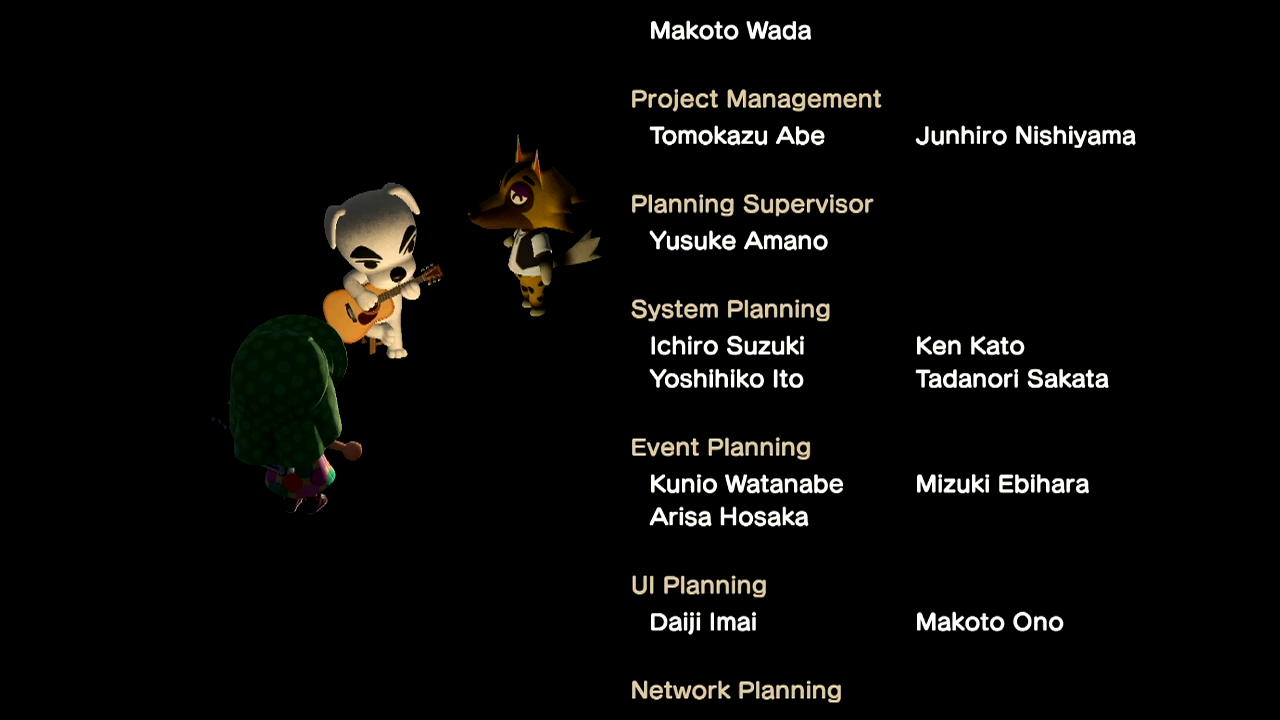 Makoto Wada
Project Management
Tomokazu Abe Junhiro Nishiyama
Planning Supervisor
Yusuke Amano
System Planning
Ichiro Suzuki Ken Kato
Yoshihiko Ito Tadanori Sakata
Event Planning
Kunio Watanabe Mizuki Ebihara
Arisa Hosaka
UI Planning
Daiji Imai Makoto Ono
Network Planning